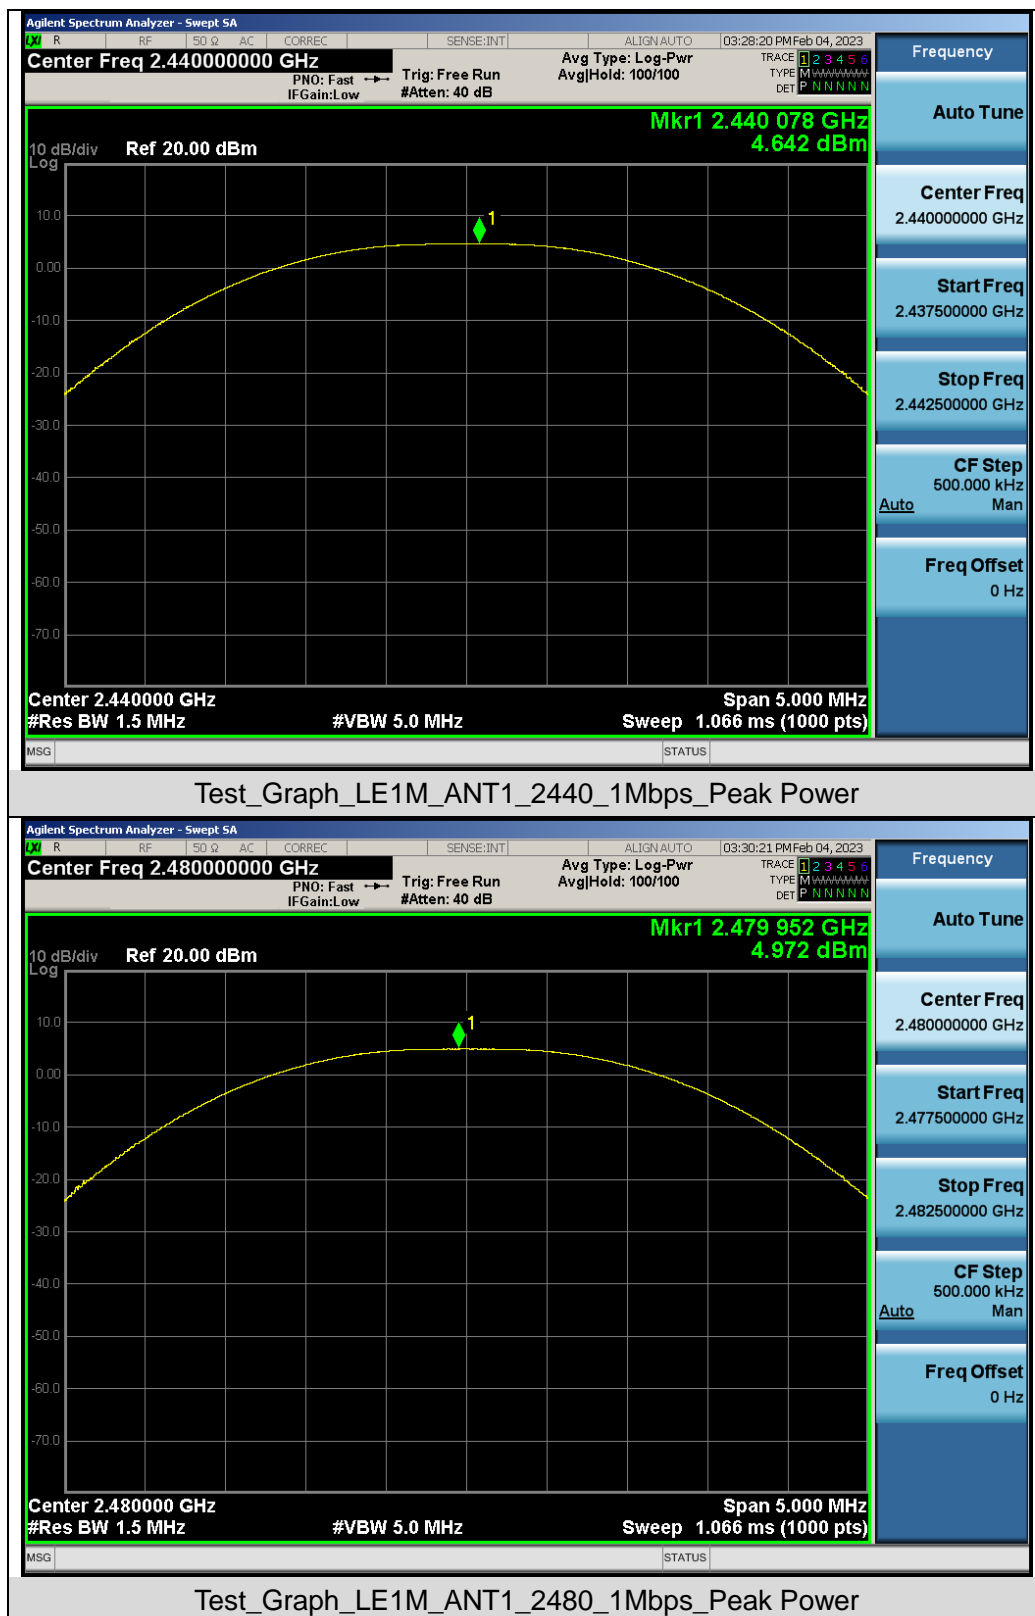 Agilent Spectrum Analyzer - Swept SA
LXI R RF 50 Ω AC CORREC SENSE:INT ALIGN AUTO 03:28:20 PM Feb 04, 2023
Center Freq 2.440000000 GHz
PNO: Fast
IFGain:Low
Trig: Free Run
#Atten: 40 dB
Avg Type: Log-Pwr
Avg|Hold: 100/100
TRACE 1 2 3 4 5 6
TYPE M W W W W W
DET P N N N N N
Mkr1 2.440 078 GHz
4.642 dBm
10 dB/div Ref 20.00 dBm
Log
1
10.0
0.00
-10.0
-20.0
-30.0
-40.0
-50.0
-60.0
-70.0
Center 2.440000 GHz Span 5.000 MHz
#Res BW 1.5 MHz #VBW 5.0 MHz Sweep 1.066 ms (1000 pts)
MSG STATUS
Frequency
Auto Tune
Center Freq
2.440000000 GHz
Start Freq
2.437500000 GHz
Stop Freq
2.442500000 GHz
CF Step
500.000 kHz
Auto Man
Freq Offset
0 Hz
Test_Graph_LE1M_ANT1_2440_1Mbps_Peak Power
Agilent Spectrum Analyzer - Swept SA
LXI R RF 50 Ω AC CORREC SENSE:INT ALIGN AUTO 03:30:21 PM Feb 04, 2023
Center Freq 2.480000000 GHz
PNO: Fast
IFGain:Low
Trig: Free Run
#Atten: 40 dB
Avg Type: Log-Pwr
Avg|Hold: 100/100
TRACE 1 2 3 4 5 6
TYPE M W W W W W
DET P N N N N N
Mkr1 2.479 952 GHz
4.972 dBm
10 dB/div Ref 20.00 dBm
Log
1
10.0
0.00
-10.0
-20.0
-30.0
-40.0
-50.0
-60.0
-70.0
Center 2.480000 GHz Span 5.000 MHz
#Res BW 1.5 MHz #VBW 5.0 MHz Sweep 1.066 ms (1000 pts)
MSG STATUS
Frequency
Auto Tune
Center Freq
2.480000000 GHz
Start Freq
2.477500000 GHz
Stop Freq
2.482500000 GHz
CF Step
500.000 kHz
Auto Man
Freq Offset
0 Hz
Test_Graph_LE1M_ANT1_2480_1Mbps_Peak Power